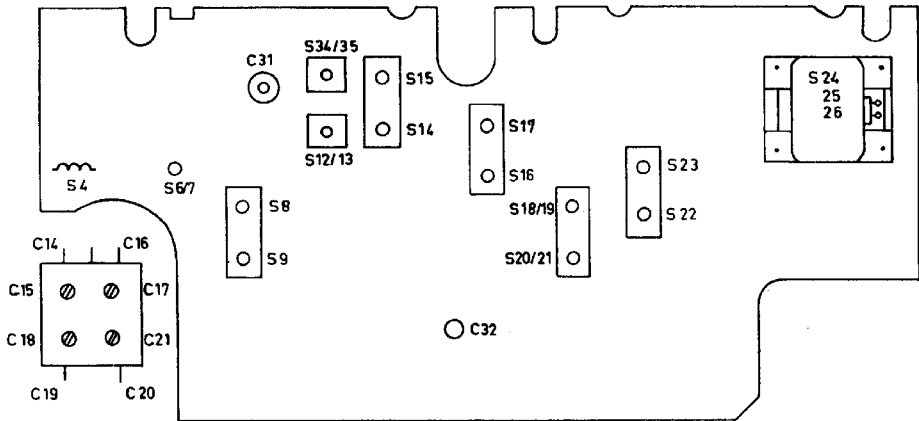 S34/35
C31
S15
S14
S12/13
S17
S16
S 24
25
26
S4
S6/7
S8
S9
S18/19
S20/21
S23
S22
C14
C16
C15
C17
C18
C21
C19
C20
C32